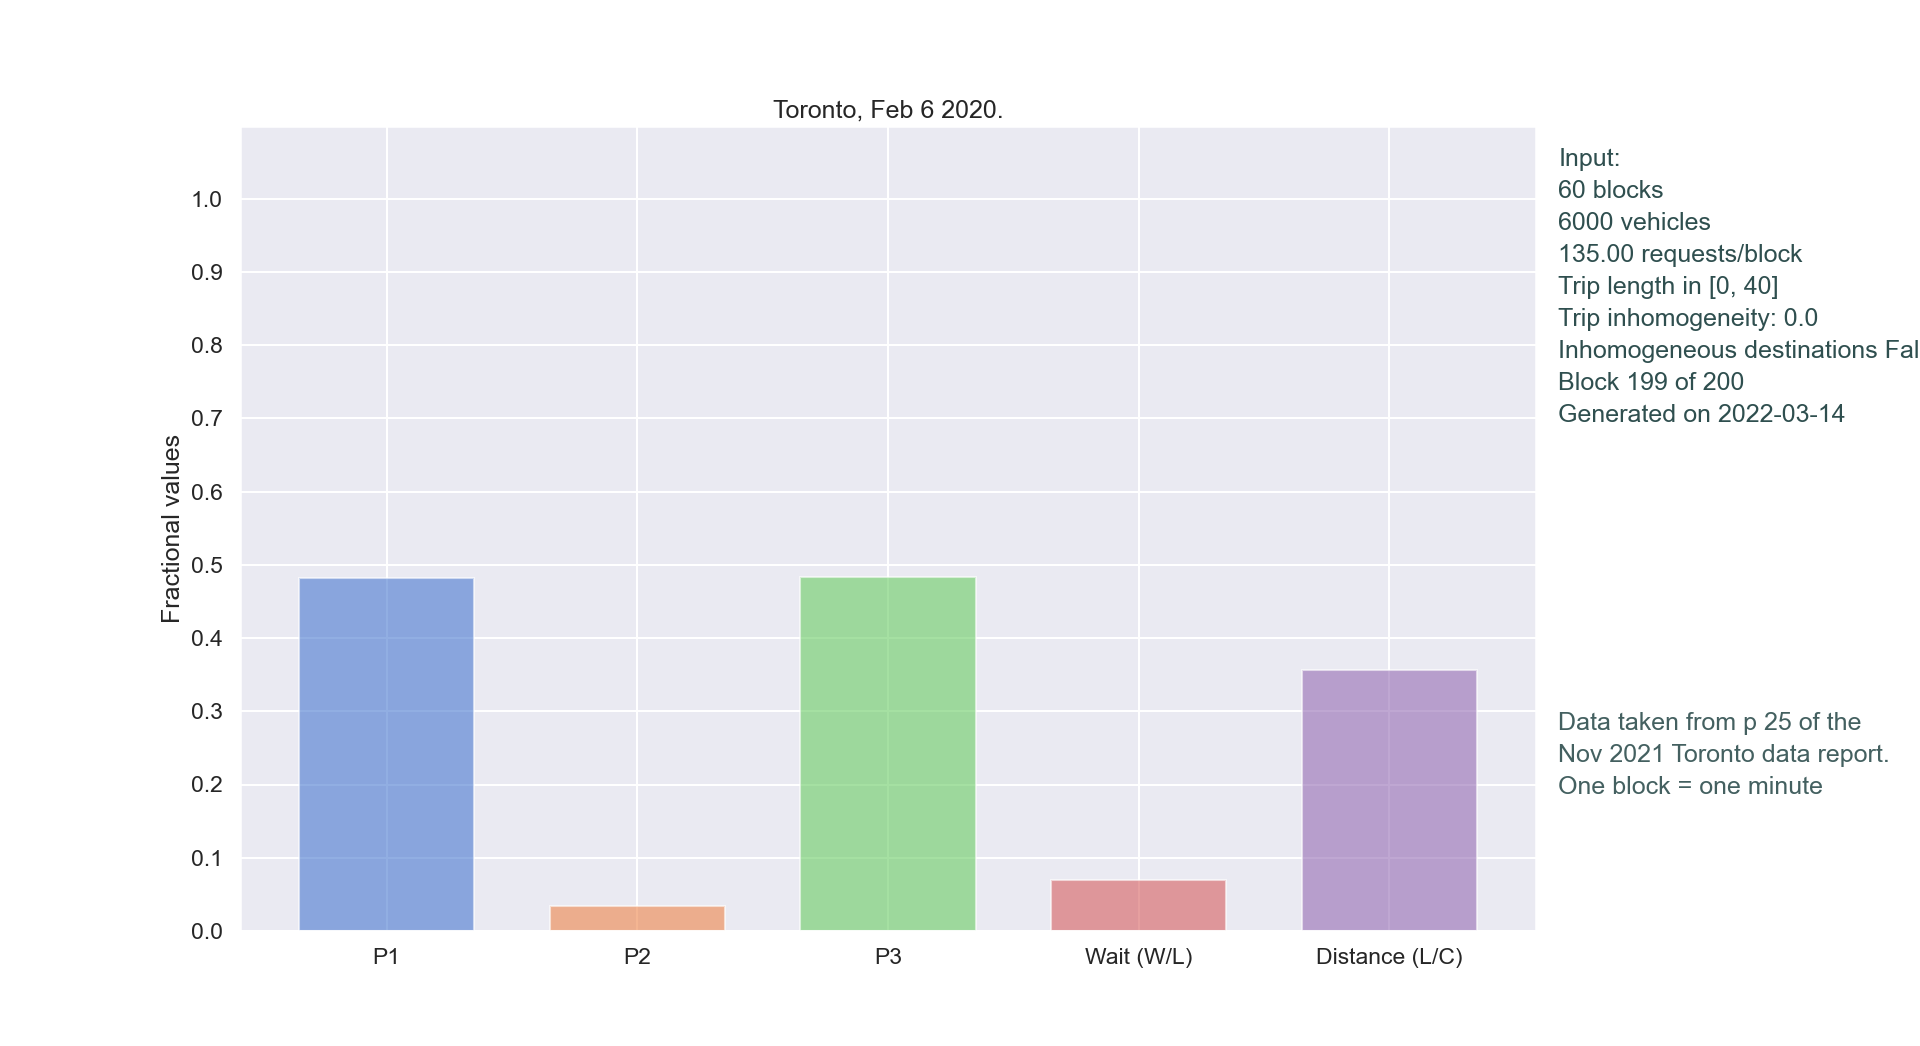 Toronto, Feb 6 2020.
Fractional values
1.0
0.9
0.8
0.7
0.6
0.5
0.4
0.3
0.2
0.1
0.0
P1
P2
P3
Wait (W/L)
Distance (L/C)
Input:
60 blocks
6000 vehicles
135.00 requests/block
Trip length in [0, 40]
Trip inhomogeneity: 0.0
Inhomogeneous destinations Fal
Block 199 of 200
Generated on 2022-03-14
Data taken from p 25 of the
Nov 2021 Toronto data report.
One block = one minute